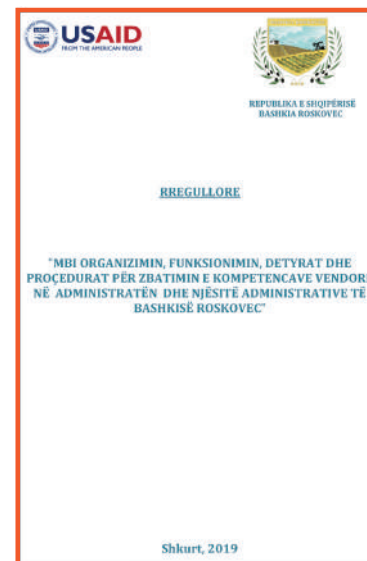 USAID
FROM THE AMERICAN PEOPLE
REPUBLIKA E SHQIPËRISË
BASHKIA ROSKOVEC
RREGULLORE
"MBI ORGANIZIMIN, FUNKSIONIMIN, DETYRAT DHE
PROÇEDURAT PËR ZBATIMIN E KOMPETENCAVE VENDORE
NË ADMINISTRATËN DHE NJËSITË ADMINISTRATIVE TË
BASHKISË ROSKOVEC"
Shkurt, 2019